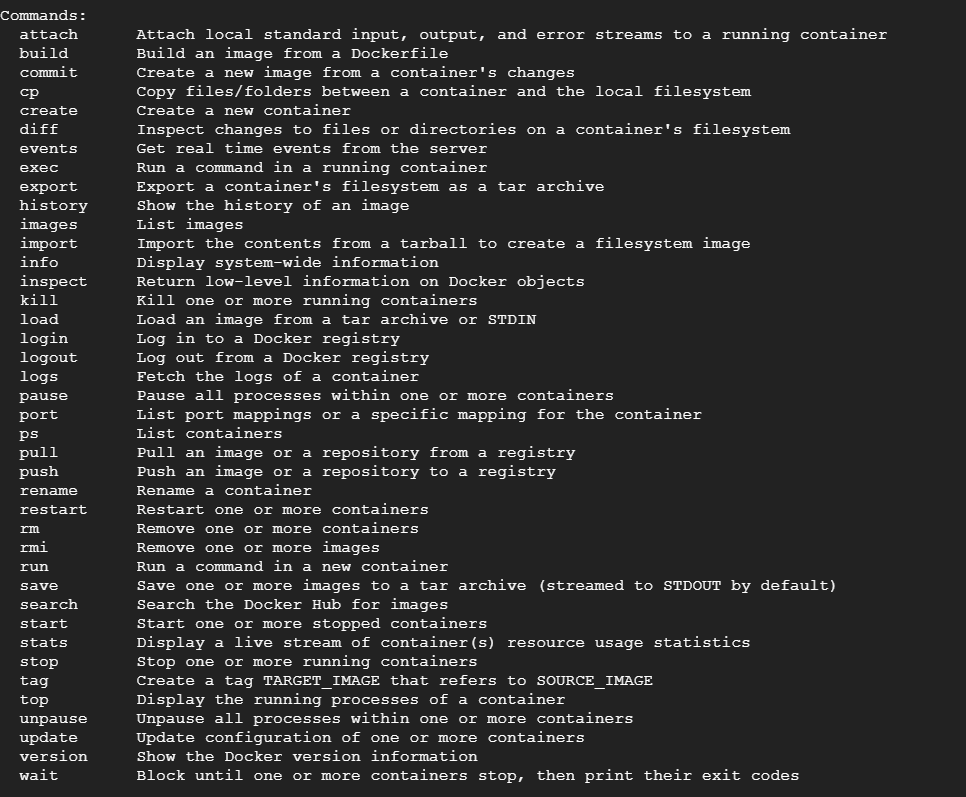 Commands:
  attach      Attach local standard input, output, and error streams to a running container
  build       Build an image from a Dockerfile
  commit      Create a new image from a container's changes
  cp          Copy files/folders between a container and the local filesystem
  create      Create a new container
  diff        Inspect changes to files or directories on a container's filesystem
  events      Get real time events from the server
  exec        Run a command in a running container
  export      Export a container's filesystem as a tar archive
  history     Show the history of an image
  images      List images
  import      Import the contents from a tarball to create a filesystem image
  info        Display system-wide information
  inspect     Return low-level information on Docker objects
  kill        Kill one or more running containers
  load        Load an image from a tar archive or STDIN
  login       Log in to a Docker registry
  logout      Log out from a Docker registry
  logs        Fetch the logs of a container
  pause       Pause all processes within one or more containers
  port        List port mappings or a specific mapping for the container
  ps          List containers
  pull        Pull an image or a repository from a registry
  push        Push an image or a repository to a registry
  rename      Rename a container
  restart     Restart one or more containers
  rm          Remove one or more containers
  rmi         Remove one or more images
  run         Run a command in a new container
  save        Save one or more images to a tar archive (streamed to STDOUT by default)
  search      Search the Docker Hub for images
  start       Start one or more stopped containers
  stats       Display a live stream of container(s) resource usage statistics
  stop        Stop one or more running containers
  tag         Create a tag TARGET_IMAGE that refers to SOURCE_IMAGE
  top         Display the running processes of a container
  unpause     Unpause all processes within one or more containers
  update      Update configuration of one or more containers
  version     Show the Docker version information
  wait        Block until one or more containers stop, then print their exit codes